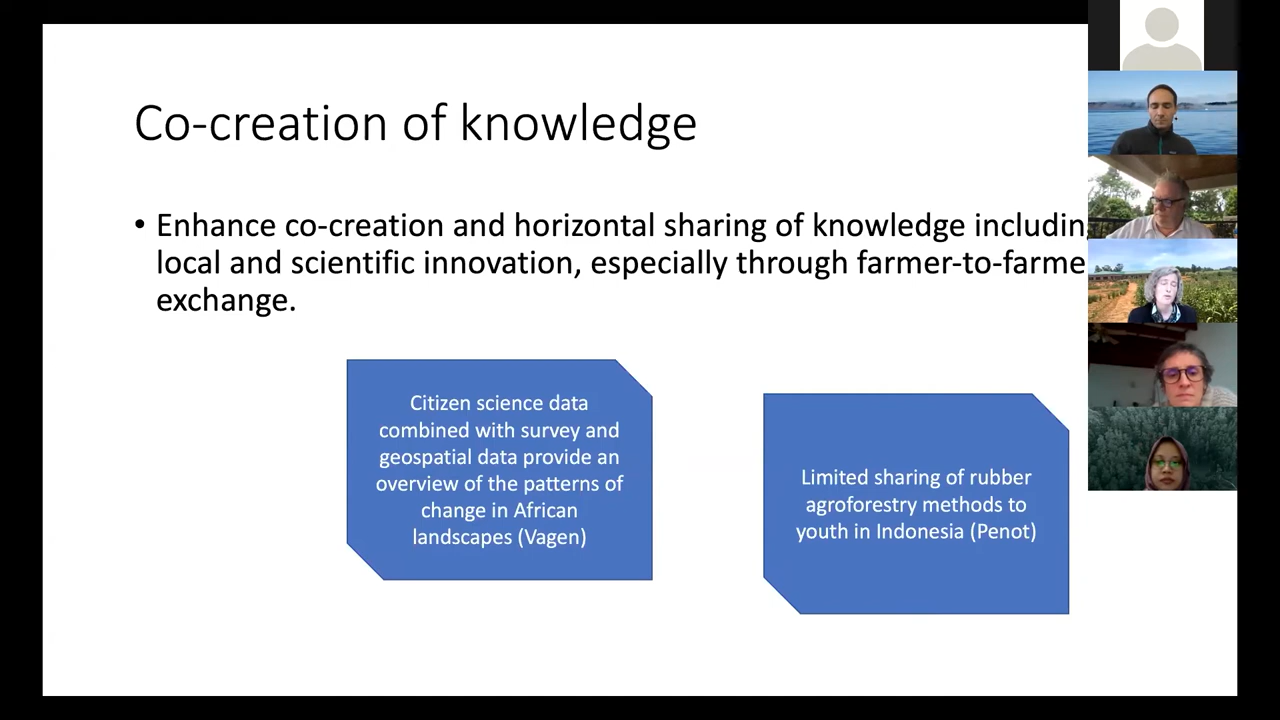 Co-creation of knowledge
• Enhance co-creation and horizontal sharing of knowledge includin
local and scientific innovation, especially through farmer-to-farme
exchange.
Citizen science data
combined with survey and
geospatial data provide an
overview of the patterns of
change in African
landscapes (Vagen)
Limited sharing of rubber
agroforestry methods to
youth in Indonesia (Penot)